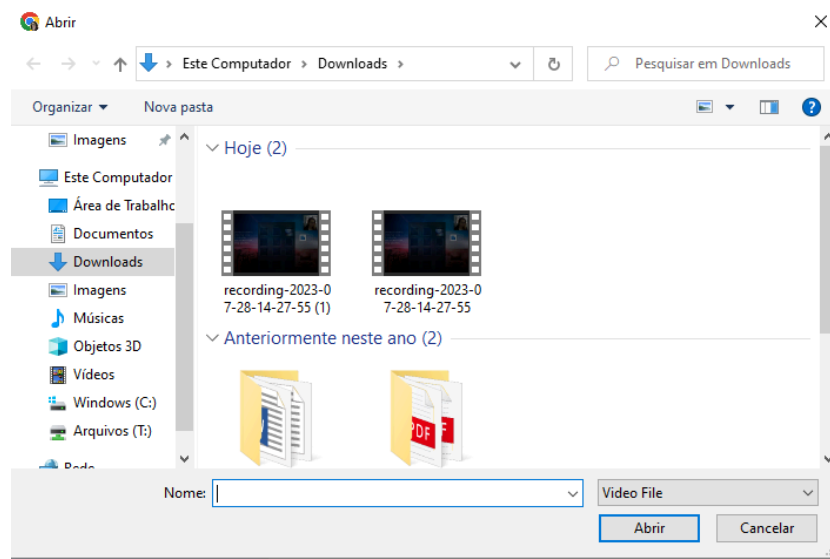 Abrir
Este Computador > Downloads >
Pesquisar em Downloads
Organizar
Nova pasta
Imagens
Este Computador
Área de Trabalhc
Documentos
Downloads
Imagens
Músicas
Objetos 3D
Vídeos
Windows (C:)
Arquivos (T:)
Rede
Hoje (2)
recording-2023-0
7-28-14-27-55 (1)
recording-2023-0
7-28-14-27-55
Anteriormente neste ano (2)
W
PDF
Nome:
Video File
Abrir
Cancelar